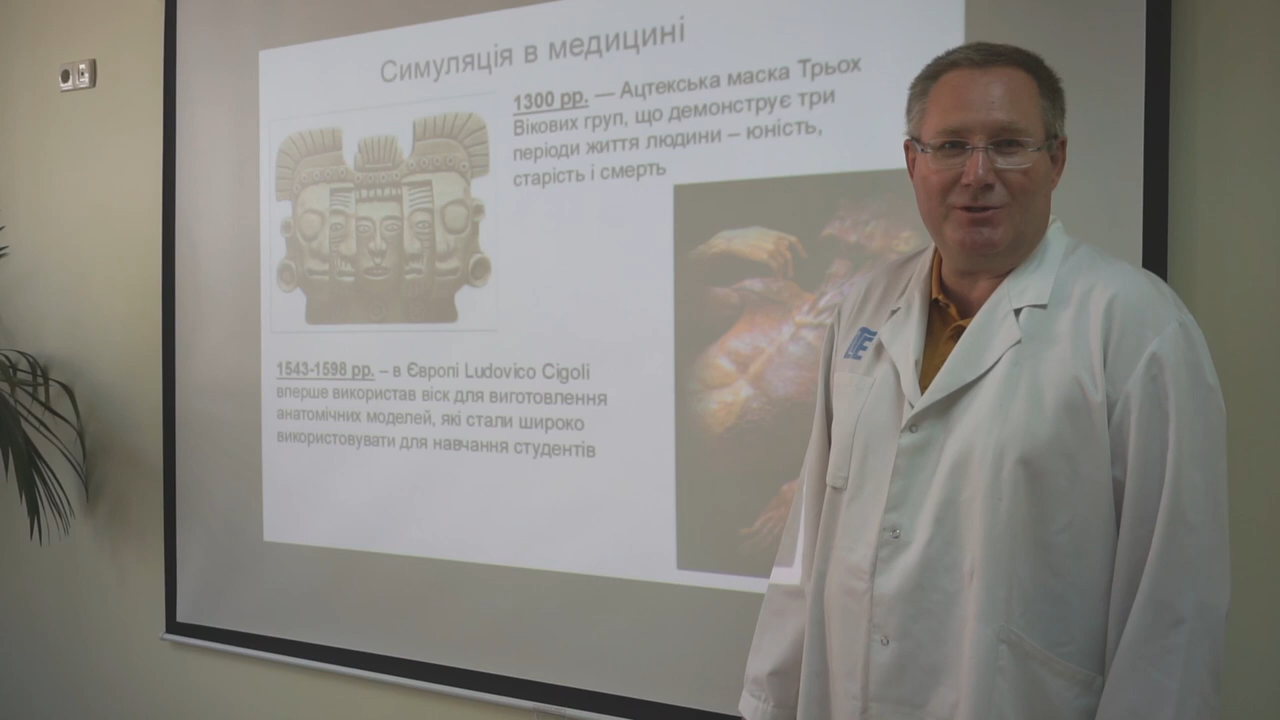 Симуляція в медицині
1300 рр. — Ацтекська маска Трьох
Вікових груп, що демонструє три
періоди життя людини – юність,
старість і смерть
1543-1598 рр. – в Європі Ludovico Cigoli
вперше використав віск для виготовлення
анатомічних моделей, які стали широко
використовувати для навчання студентів